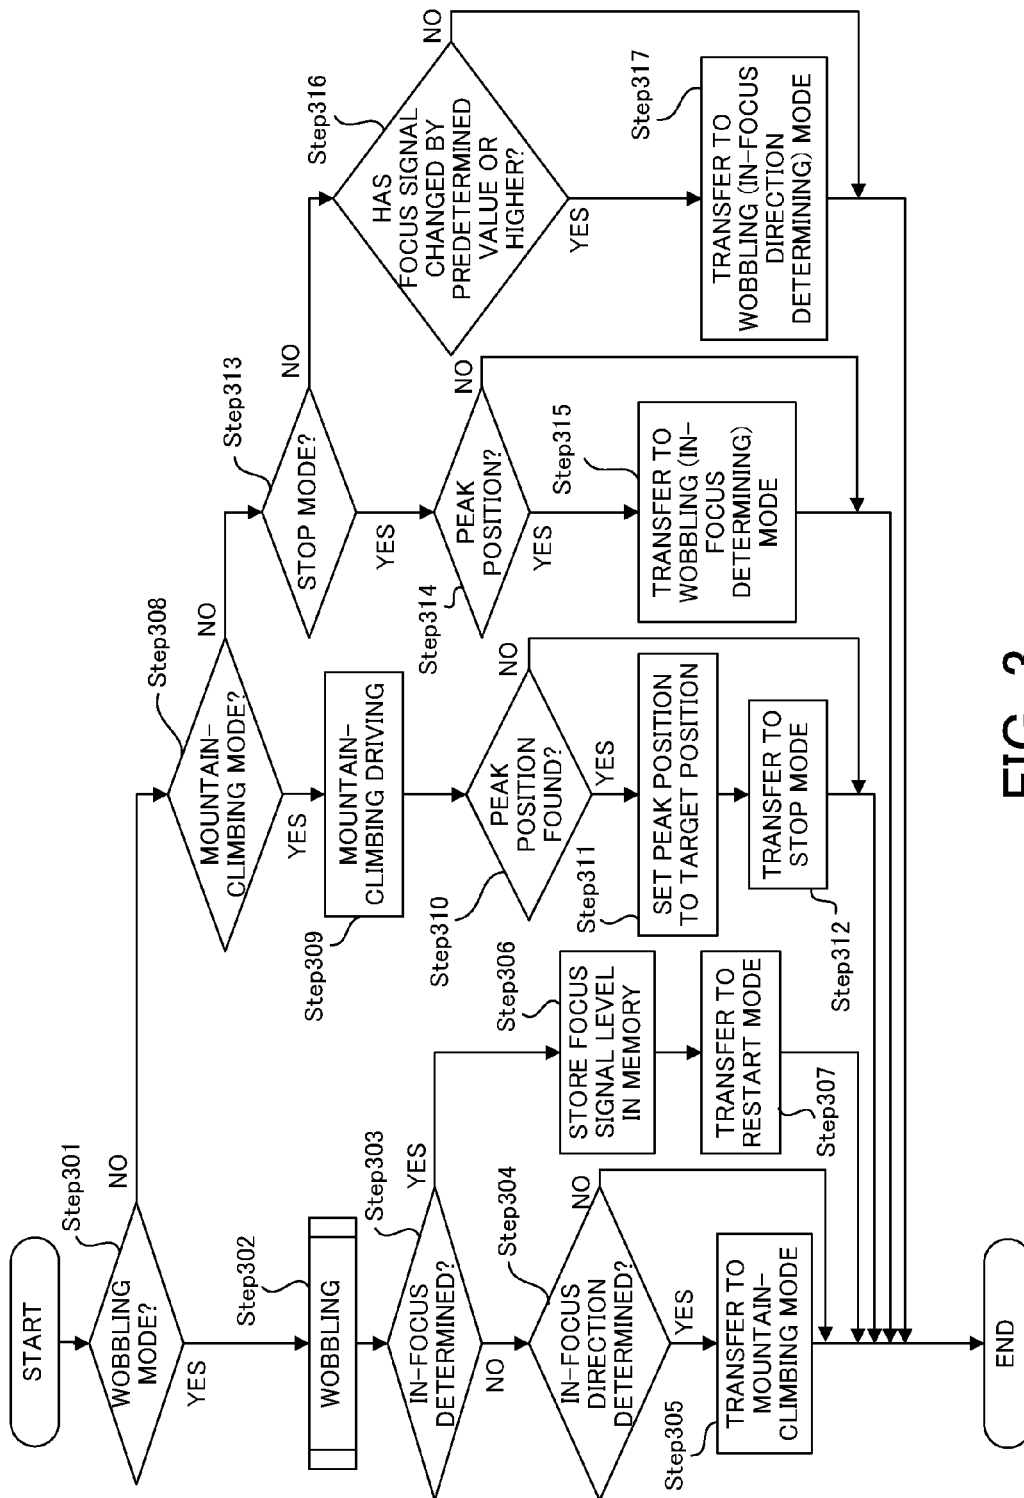 START
Step301
WOBBLING
MODE?
NO
YES
Step302
WOBBLING
Step303
IN-FOCUS
DETERMINED?
YES
NO
Step304
IN-FOCUS
DIRECTION
DETERMINED?
NO
YES
Step305
TRANSFER TO
MOUNTAIN-
CLIMBING MODE
Step306
STORE FOCUS
SIGNAL LEVEL
IN MEMORY
TRANSFER TO
RESTART MODE
Step307
Step308
MOUNTAIN-
CLIMBING MODE?
NO
YES
Step309
MOUNTAIN-
CLIMBING DRIVING
Step310
PEAK
POSITION
FOUND?
NO
YES
Step311
SET PEAK POSITION
TO TARGET POSITION
TRANSFER TO
STOP MODE
Step312
Step313
STOP MODE?
NO
YES
Step314
PEAK
POSITION?
NO
YES
Step315
TRANSFER TO
WOBBLING (IN-
FOCUS
DETERMINING)
MODE
Step316
HAS
FOCUS SIGNAL
CHANGED BY
PREDETERMINED
VALUE OR
HIGHER?
NO
YES
Step317
TRANSFER TO
WOBBLING (IN-FOCUS
DIRECTION
DETERMINING) MODE
END
FIG. 3